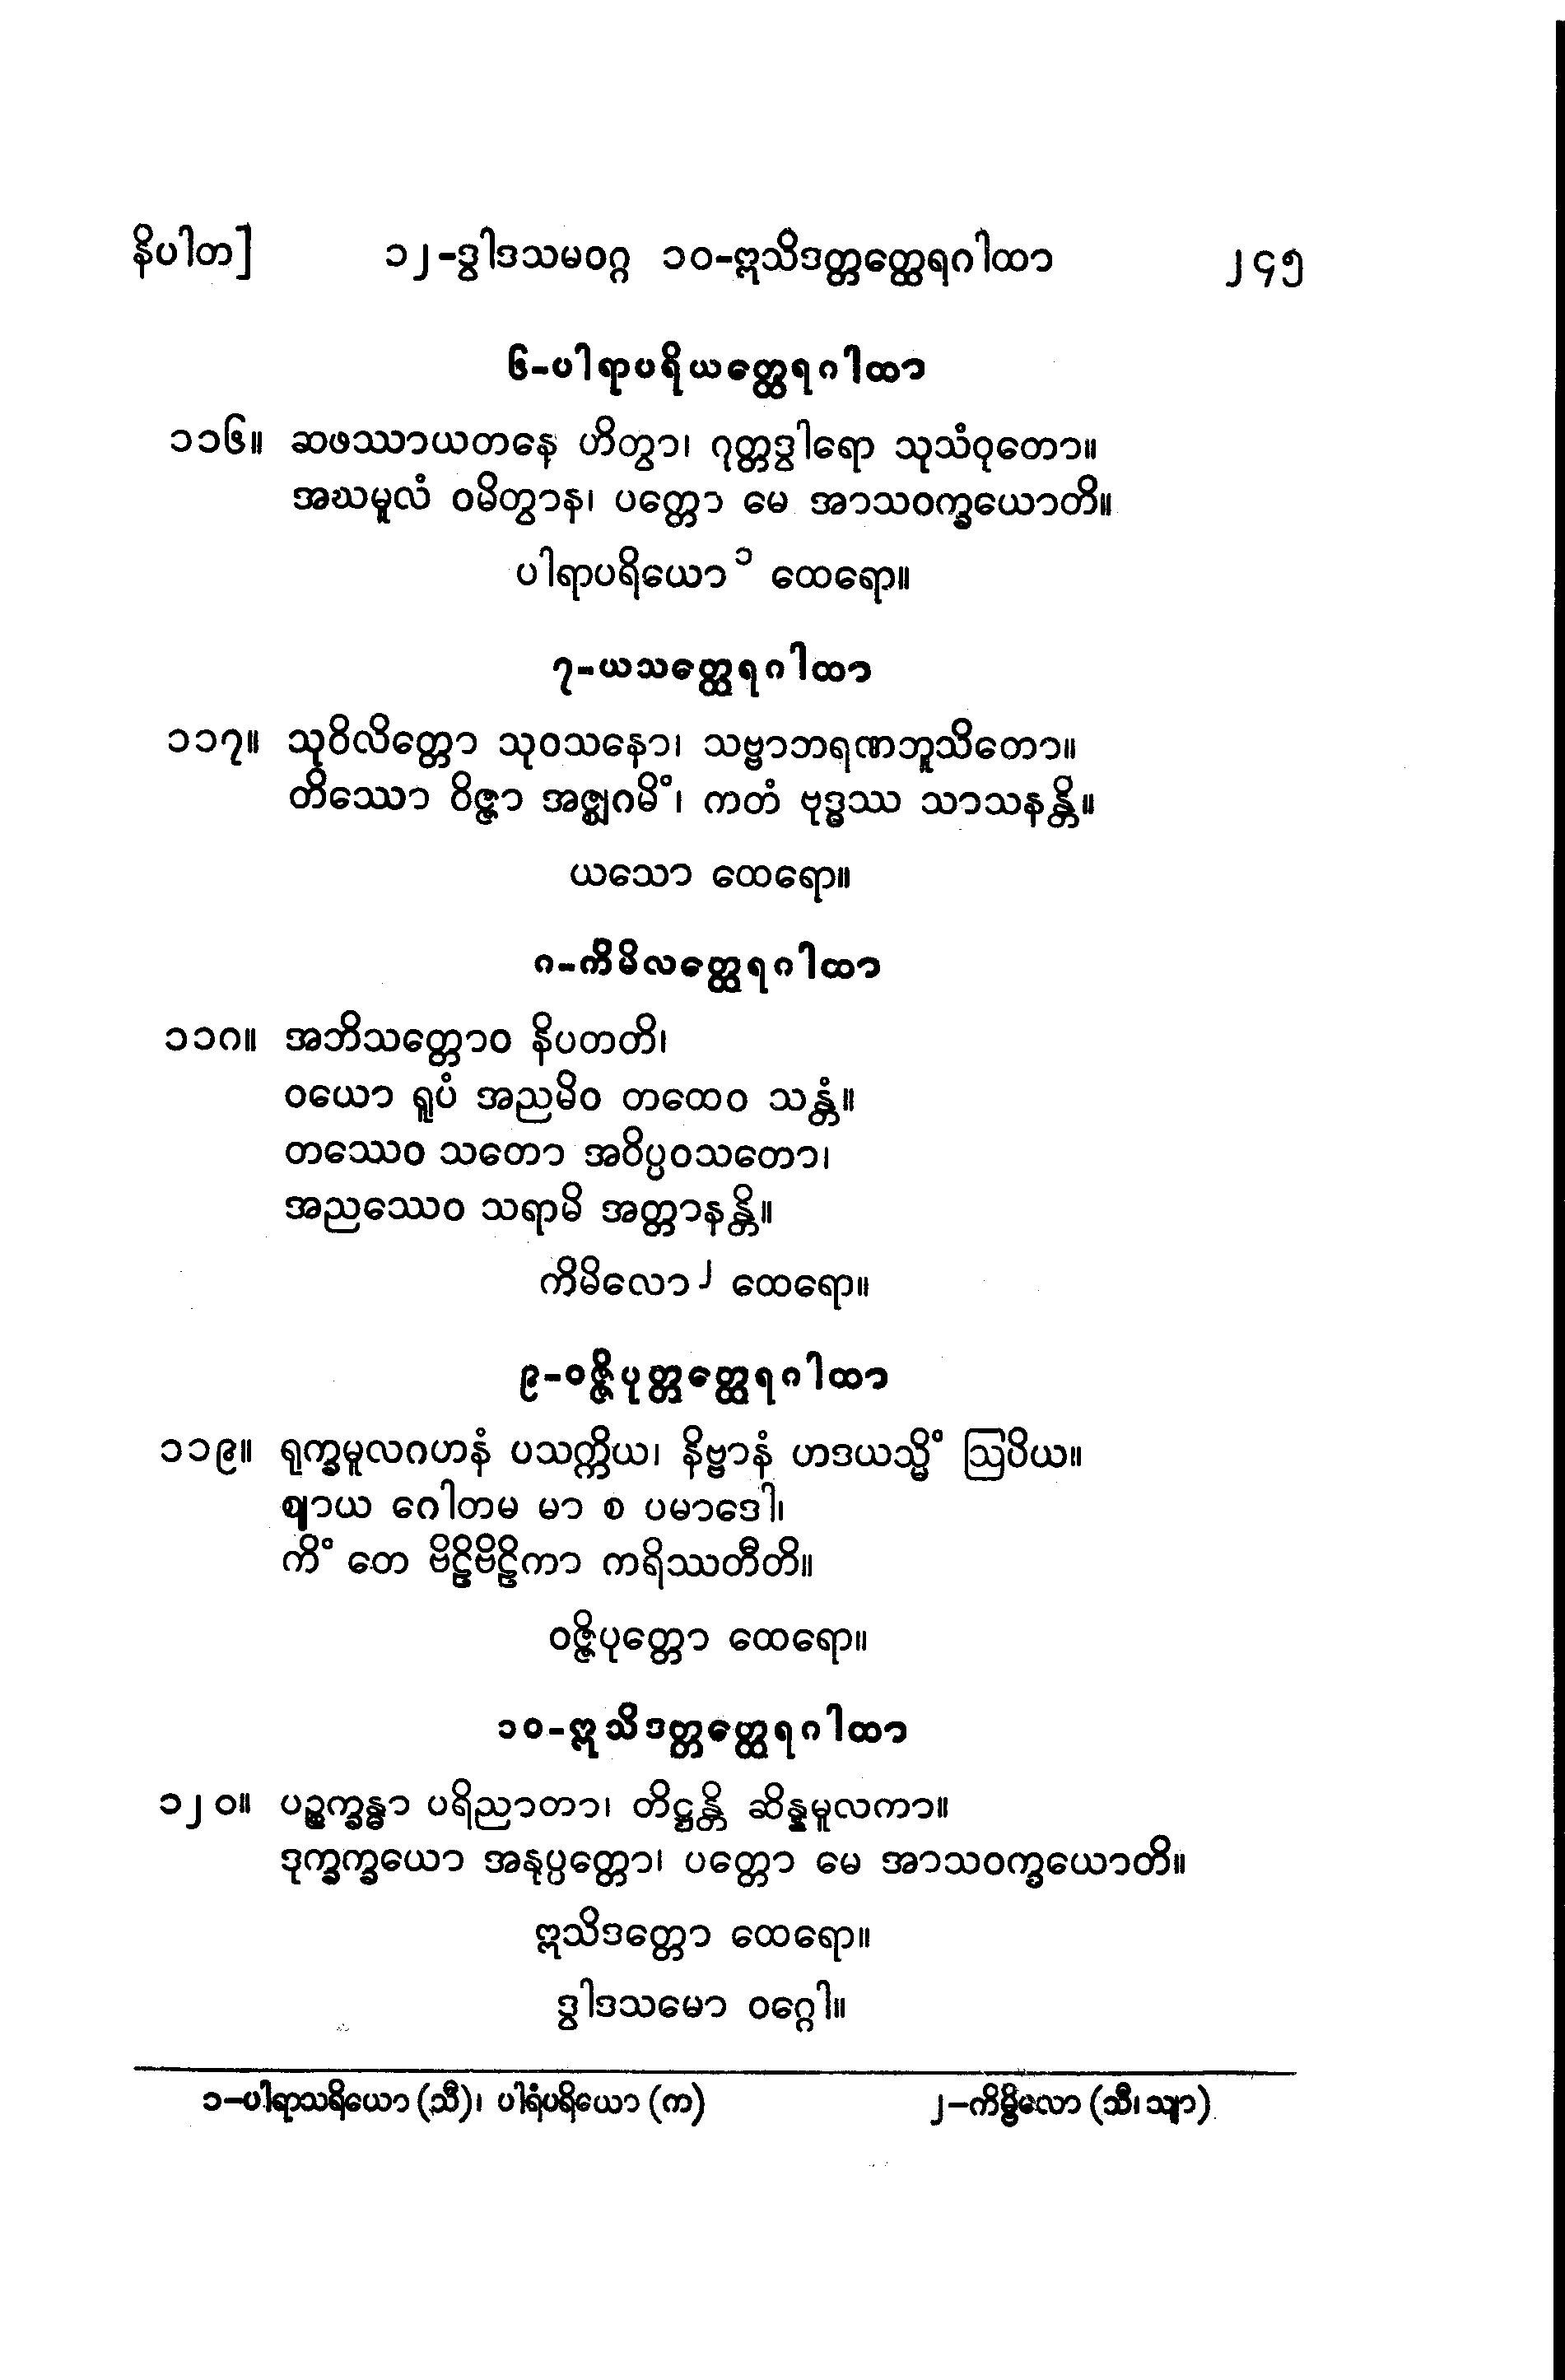 နိပါတ] ၁၂-ဒွါဒသမဝဂ္ဂ ၁၀-ဣသိဒတ္တတ္ထေရဂါထာ ၂၄၅
၆-ပါရာပရိယတ္ထေရဂါထာ
၁၁၆။ ဆဖဿာယတနေ ဟိတွာ၊ ဂုတ္တဒွါရော သုသံဝုတော။
အဃမူလံ ဝမိတွာန၊ ပတ္တော မေ အာသဝက္ခယောတိ။
ပါရာပရိယော၁ ထေရော။
၇-ယသတ္ထေရဂါထာ
၁၁၇။ သုဝိလိတ္တော သုဝသနော၊ သဗ္ဗာဘရဏဘူသိတော။
တိဿော ဝိဇ္ဇာ အဇ္ဈဂမိံ၊ ကတံ ဗုဒ္ဓဿ သာသနန္တိ။
ယသော ထေရော။
၈-ကိမိလတ္ထေရဂါထာ
၁၁၈။ အဘိသတ္တောဝ နိပတတိ၊
ဝယော ရူပံ အညမိဝ တထေဝ သန္တံ။
တဿေဝ သတော အဝိပ္ပဝသတော၊
အညဿေဝ သရာမိ အတ္တာနန္တိ။
ကိမိလော၂ ထေရော။
၉-ဝဇ္ဇိပုတ္တတ္ထေရဂါထာ
၁၁၉။ ရုက္ခမူလဂဟနံ ပသက္ကိယ၊ နိဗ္ဗာနံ ဟဒယသ္မိံ ဩပိယ။
ဈာယ ဂေါတမ မာ စ ပမာဒေါ၊
ကိံ တေ ဗိဠိဗိဠိကာ ကရိဿတီတိ။
ဝဇ္ဇိပုတ္တော ထေရော။
၁၀-ဣသိဒတ္တတ္ထေရဂါထာ
၁၂၀။ ပဉ္စက္ခန္ဓာ ပရိညာတာ၊ တိဋ္ဌန္တိ ဆိန္နမူလကာ။
ဒုက္ခက္ခယော အနုပ္ပတ္တော၊ ပတ္တော မေ အာသဝက္ခယောတိ။
ဣသိဒတ္တော ထေရော။
ဒွါဒသမော ဝဂ္ဂေါ။
၁-ပါရာသရိယော (သီ)၊ ပါရံပရိယော (က) ၂-ကိမ္ဗိလော (သီ၊ သျာ)